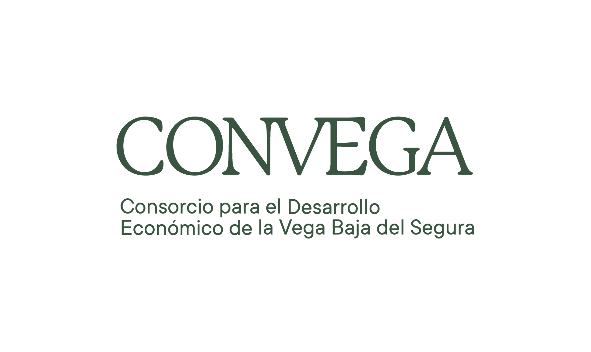 CONVEGA
Consorcio para el Desarrollo
Económico de la Vega Baja del Segura